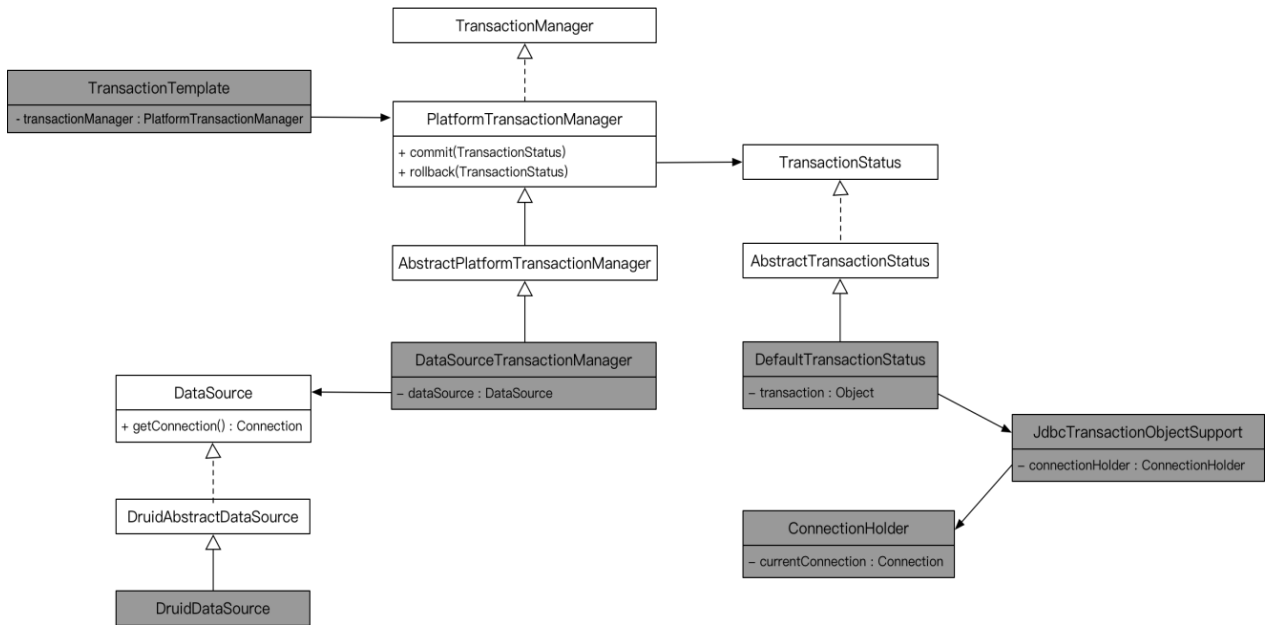 TransactionManager
TransactionTemplate
- transactionManager : PlatformTransactionManager
PlatformTransactionManager
+ commit(TransactionStatus)
+ rollback(TransactionStatus)
TransactionStatus
AbstractPlatformTransactionManager
AbstractTransactionStatus
DataSourceTransactionManager
– dataSource : DataSource
DefaultTransactionStatus
– transaction : Object
DataSource
+ getConnection() : Connection
JdbcTransactionObjectSupport
– connectionHolder : ConnectionHolder
DruidAbstractDataSource
ConnectionHolder
– currentConnection : Connection
DruidDataSource